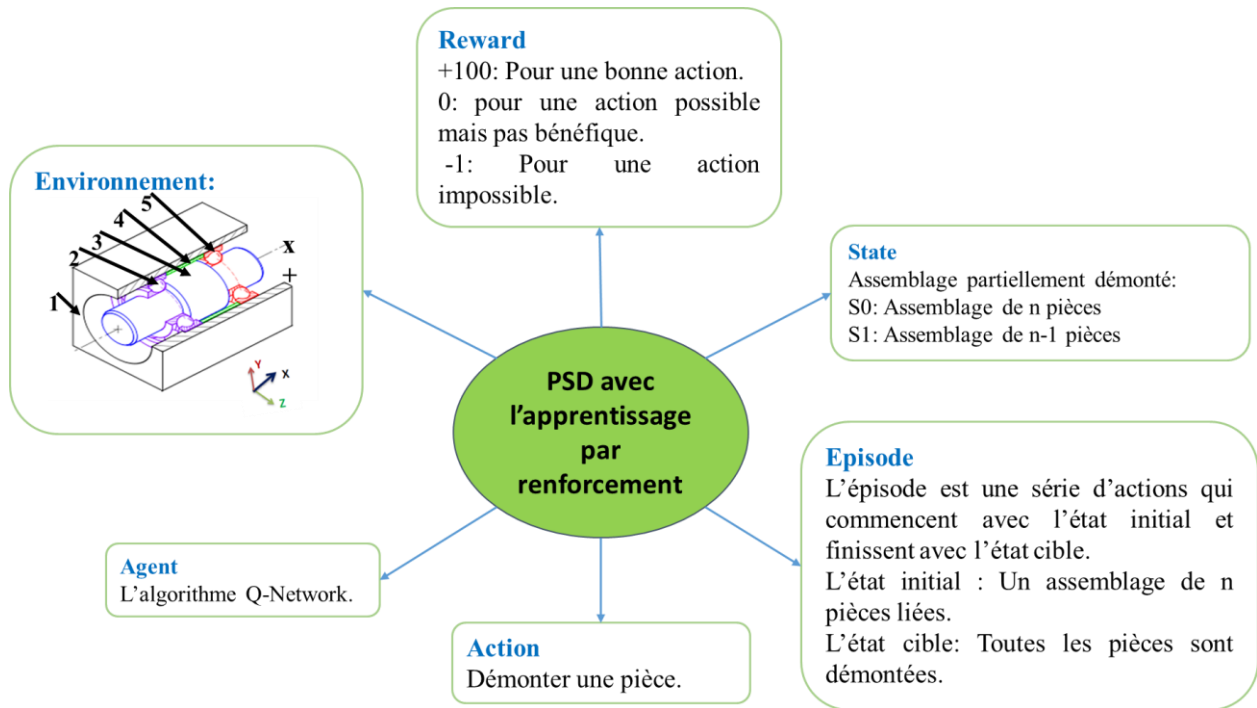 Reward
+100: Pour une bonne action.
0: pour une action possible
mais pas bénéfique.
-1: Pour une action
impossible.
Environnement:
5
4
3
2
1
x
+
Y
X
Z
State
Assemblage partiellement démonté:
S0: Assemblage de n pièces
S1: Assemblage de n-1 pièces
PSD avec
l’apprentissage
par
renforcement
Episode
L’épisode est une série d’actions qui
commencent avec l’état initial et
finissent avec l’état cible.
L’état initial : Un assemblage de n
pièces liées.
L’état cible: Toutes les pièces sont
démontées.
Agent
L’algorithme Q-Network.
Action
Démonter une pièce.